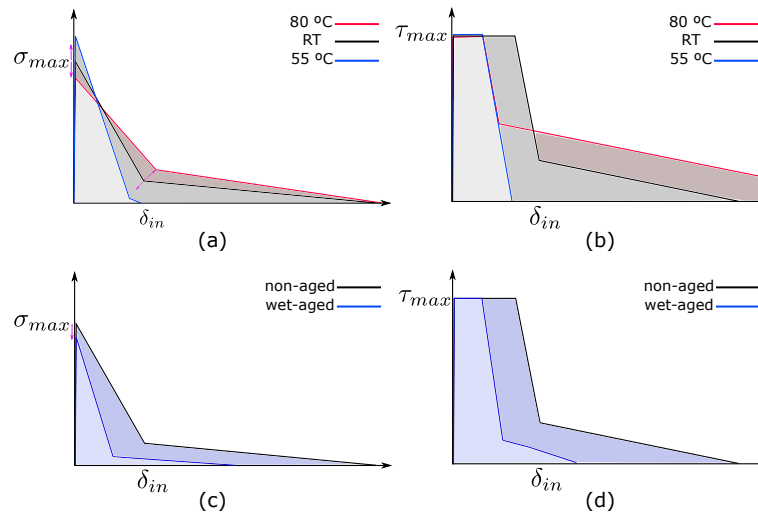 80 ºC
RT
55 ºC
σmax
δin
(a)
80 ºC
RT
55 ºC
τmax
δin
(b)
non-aged
wet-aged
σmax
δin
(c)
non-aged
wet-aged
τmax
δin
(d)